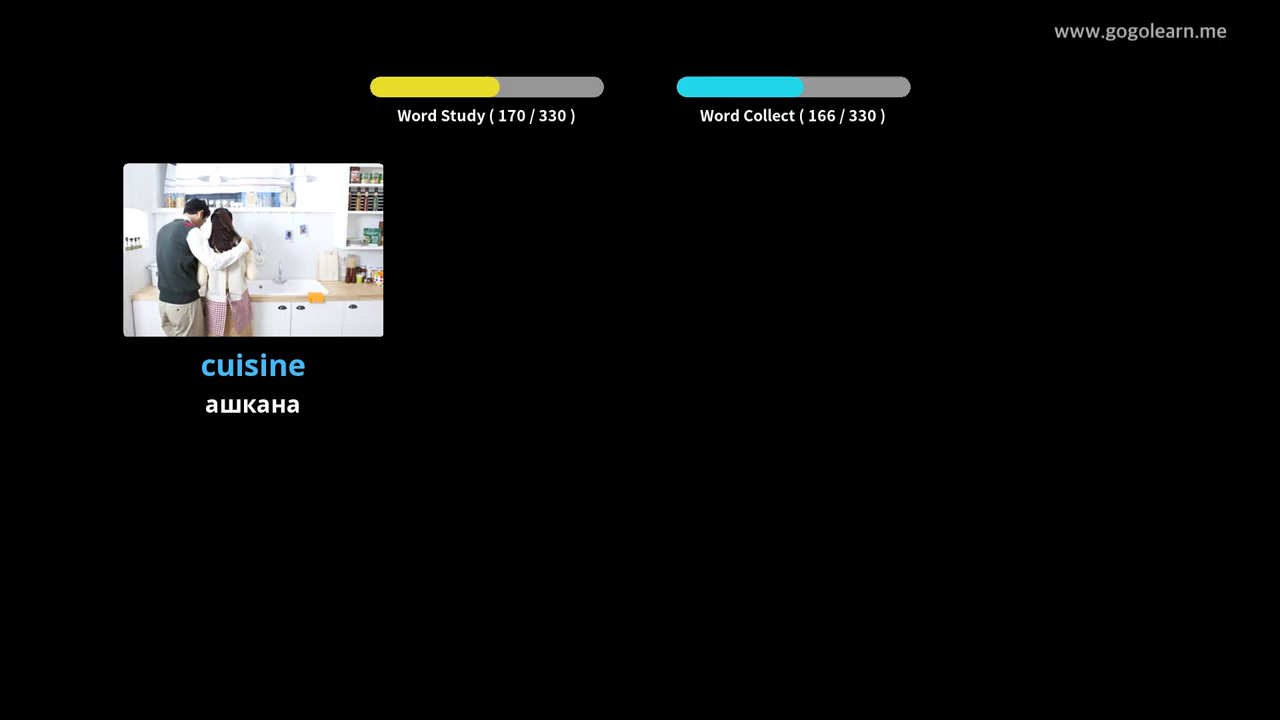 www.gogolearn.me
Word Study ( 170 / 330 )
Word Collect ( 166 / 330 )
cuisine
ашкана